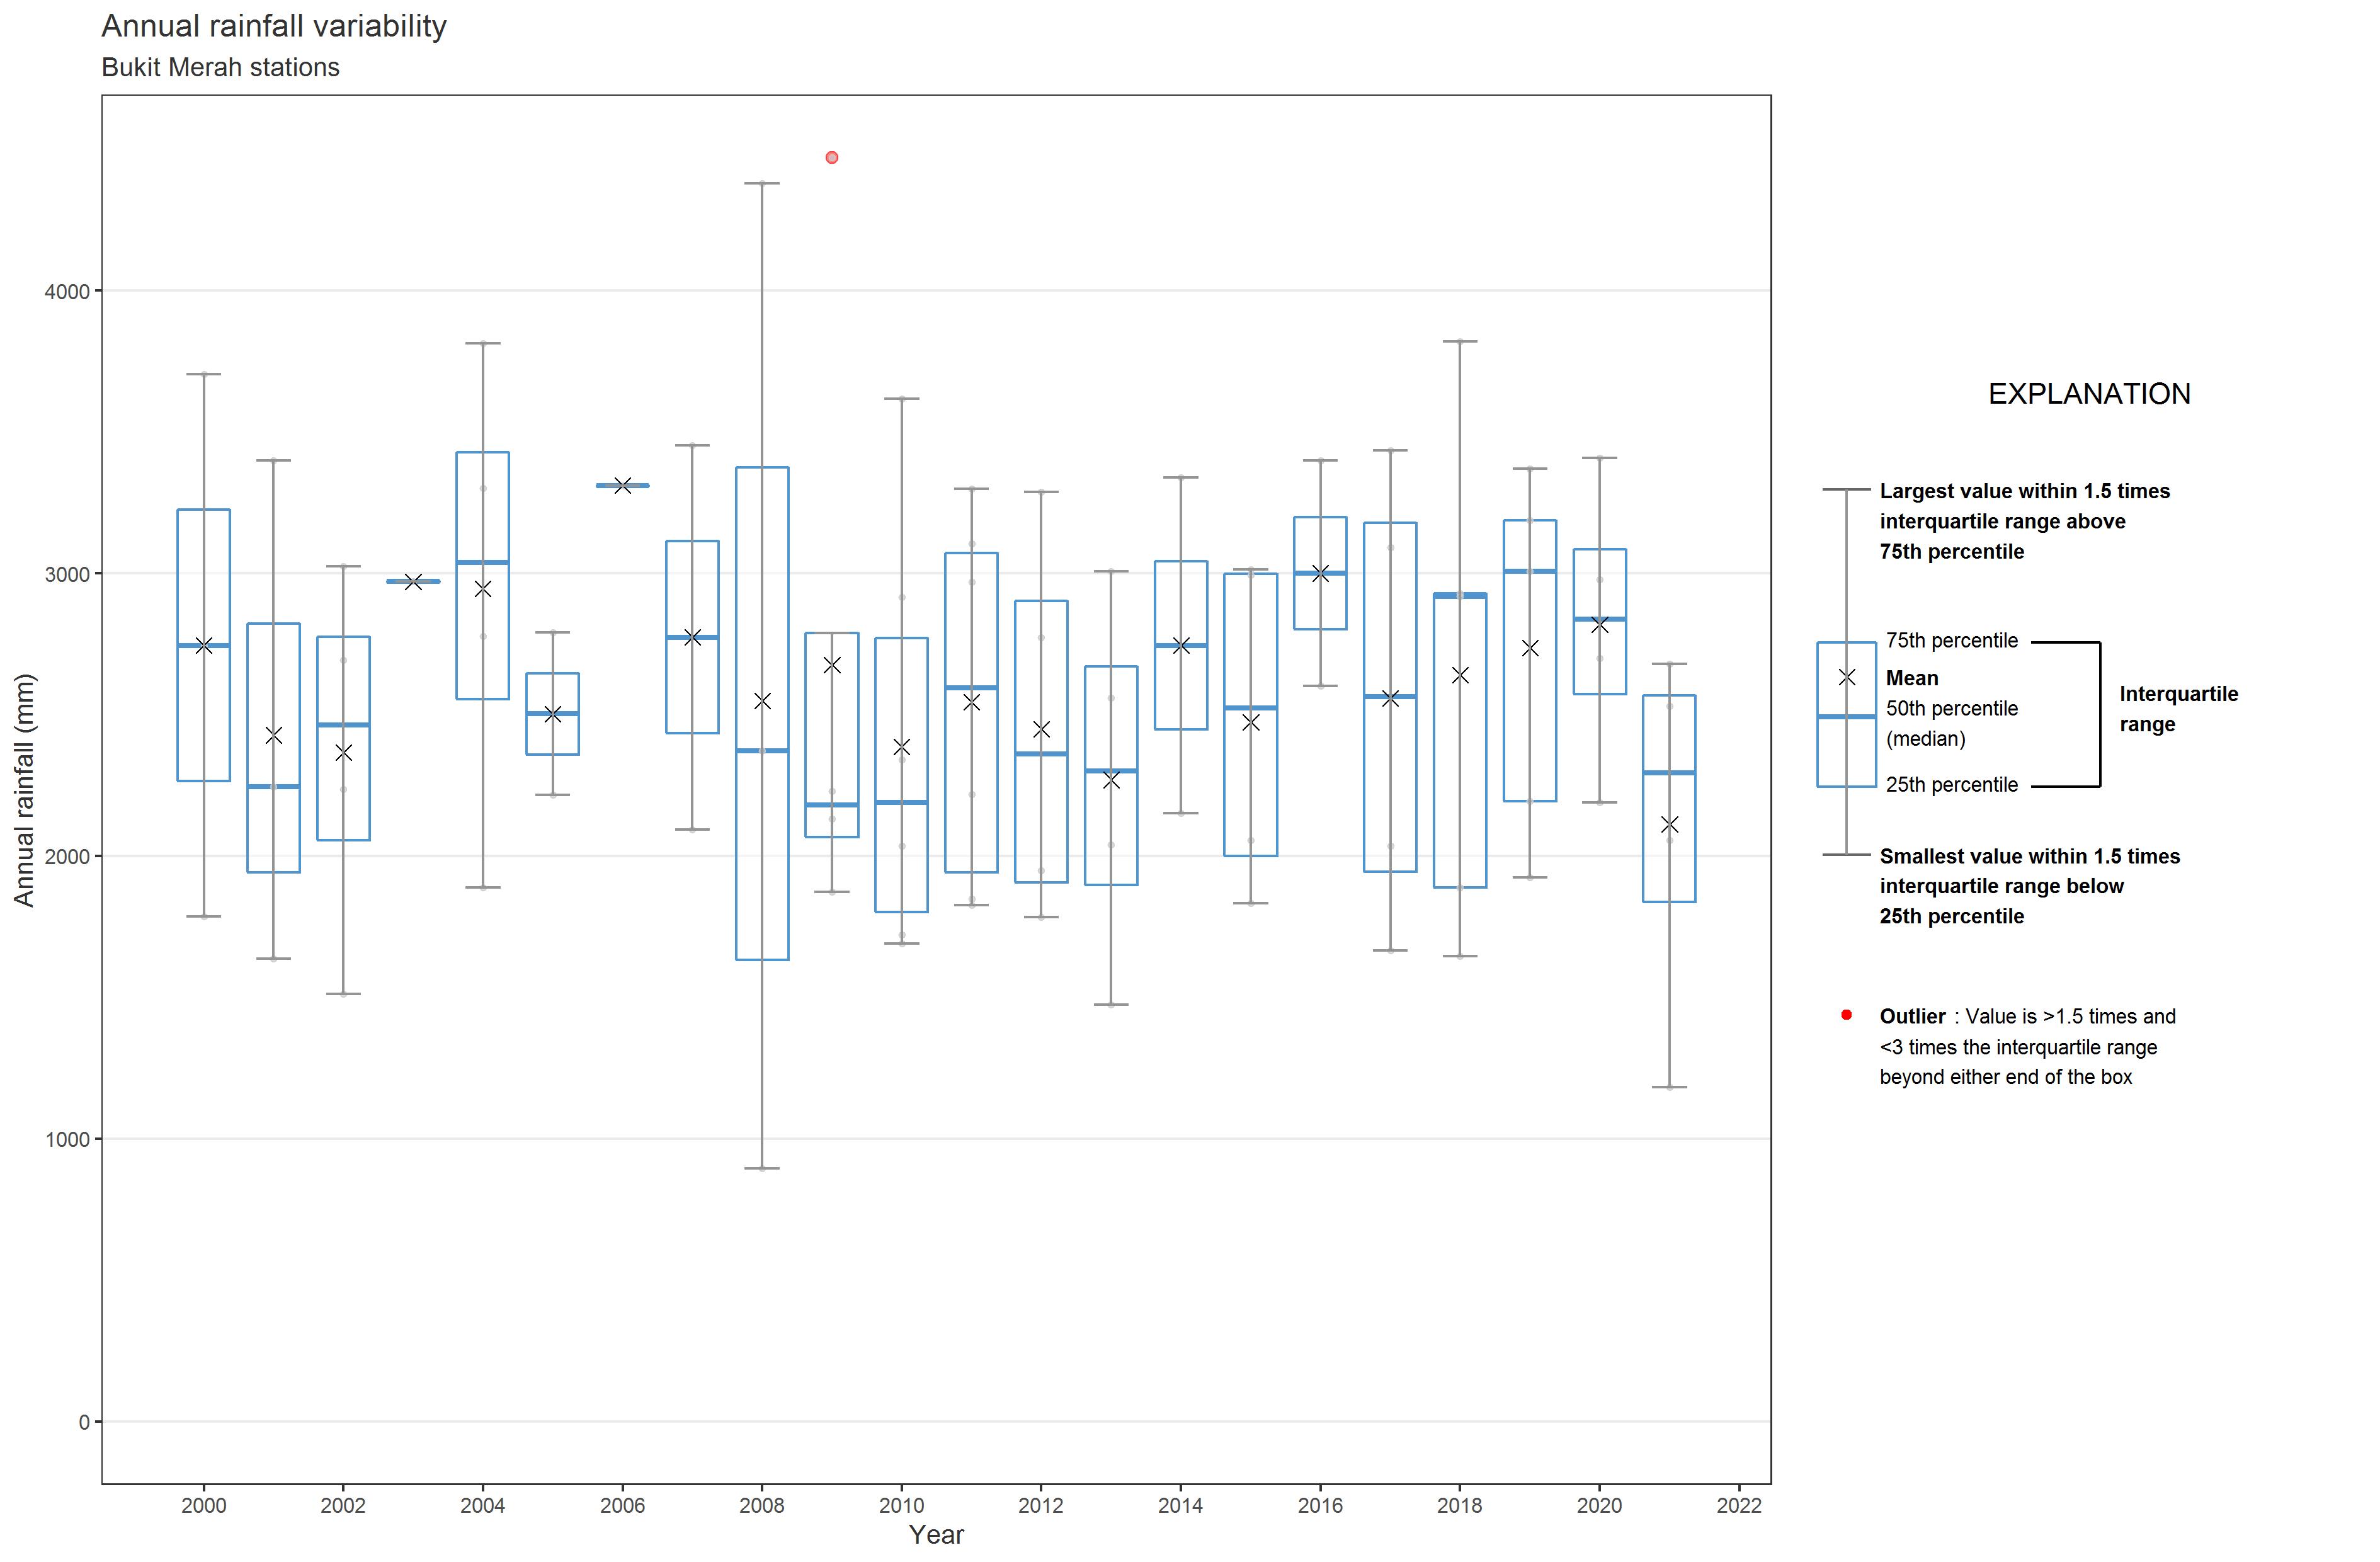 Annual rainfall variability
Bukit Merah stations
Annual rainfall (mm)
4000
3000
2000
1000
0
2000 2002 2004 2006 2008 2010 2012 2014 2016 2018 2020 2022
Year
EXPLANATION
Largest value within 1.5 times
interquartile range above
75th percentile
75th percentile
Mean
50th percentile
(median)
25th percentile
Interquartile
range
Smallest value within 1.5 times
interquartile range below
25th percentile
Outlier : Value is >1.5 times and
<3 times the interquartile range
beyond either end of the box